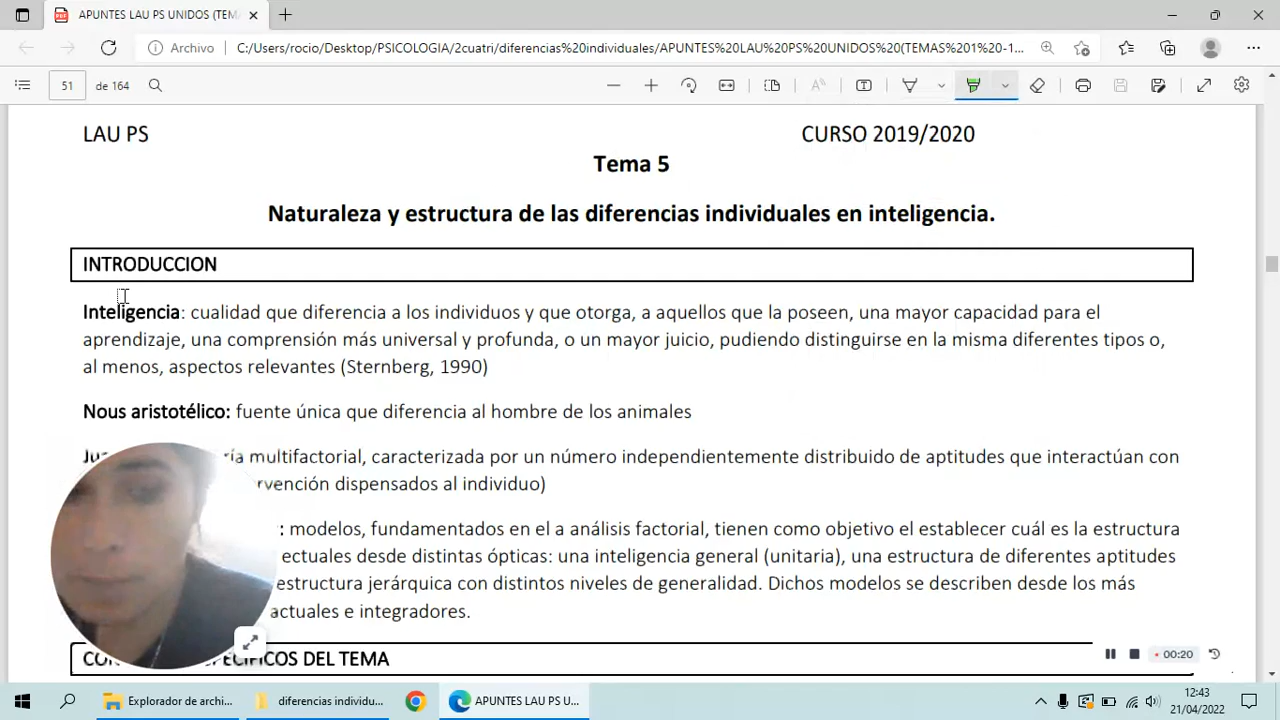 APUNTES LAU PS UNIDOS (TEM
Archivo
C:/Users/rocio/Desktop/PSICOLOGIA/2cuatri/diferencias%20individuales/APUNTES%20LAU%20PS%20UNIDOS%20(TEMAS%201%20-1...
51 de 164
LAU PS CURSO 2019/2020
Tema 5
Naturaleza y estructura de las diferencias individuales en inteligencia.
INTRODUCCION
Inteligencia: cualidad que diferencia a los individuos y que otorga, a aquellos que la poseen, una mayor capacidad para el
aprendizaje, una comprensión más universal y profunda, o un mayor juicio, pudiendo distinguirse en la misma diferentes tipos o,
al menos, aspectos relevantes (Sternberg, 1990)
Nous aristotélico: fuente única que diferencia al hombre de los animales
multifactorial, caracterizada por un número independientemente distribuido de aptitudes que interactúan con
dispensados al individuo)
: modelos, fundamentados en el a análisis factorial, tienen como objetivo el establecer cuál es la estructura
ectuales desde distintas ópticas: una inteligencia general (unitaria), una estructura de diferentes aptitudes
estructura jerárquica con distintos niveles de generalidad. Dichos modelos se describen desde los más
actuales e integradores.
DEL TEMA
00:20
Explorador de archi...
diferencias individu...
APUNTES LAU PS U...
12:43
21/04/2022